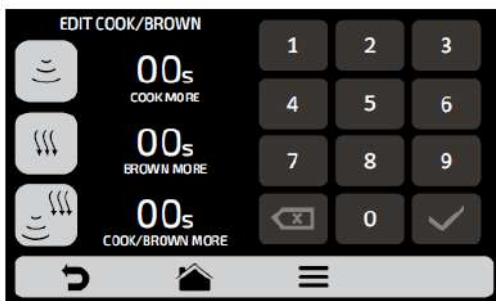 EDIT COOK/BROWN
00s
COOK MORE
00s
BROWN MORE
00s
COOK/BROWN MORE
1 2 3
4 5 6
7 8 9
X 0